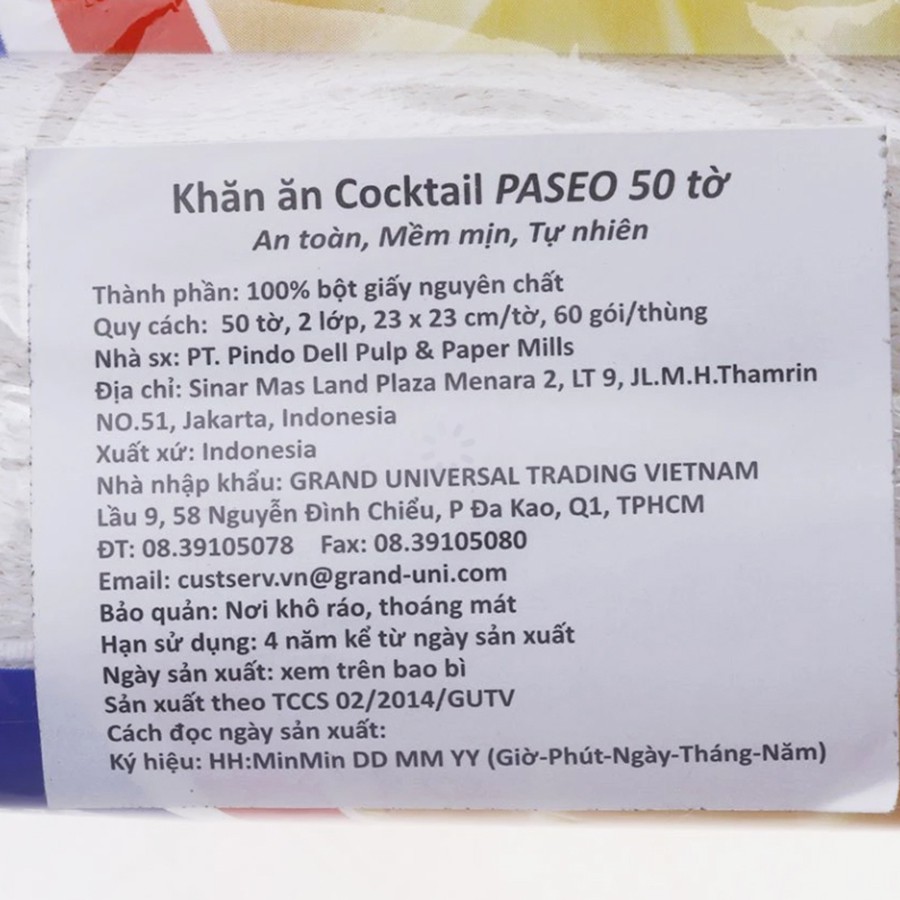 Khăn ăn Cocktail PASEO 50 tờ
An toàn, Mềm mịn, Tự nhiên
Thành phần: 100% bột giấy nguyên chất
Quy cách: 50 tờ, 2 lớp, 23 x 23 cm/tờ, 60 gói/thùng
Nhà sx: PT. Pindo Dell Pulp & Paper Mills
Địa chỉ: Sinar Mas Land Plaza Menara 2, LT 9, JL.M.H.Thamrin
NO.51, Jakarta, Indonesia
Xuất xứ: Indonesia
Nhà nhập khẩu: GRAND UNIVERSAL TRADING VIETNAM
Lầu 9, 58 Nguyễn Đình Chiểu, P Đa Kao, Q1, TPHCM
ĐT: 08.39105078 Fax: 08.39105080
Email: custserv.vn@grand-uni.com
Bảo quản: Nơi khô ráo, thoáng mát
Hạn sử dụng: 4 năm kể từ ngày sản xuất
Ngày sản xuất: xem trên bao bì
Sản xuất theo TCCS 02/2014/GUTV
Cách đọc ngày sản xuất:
Ký hiệu: HH:MinMin DD MM YY (Giờ-Phút-Ngày-Tháng-Năm)